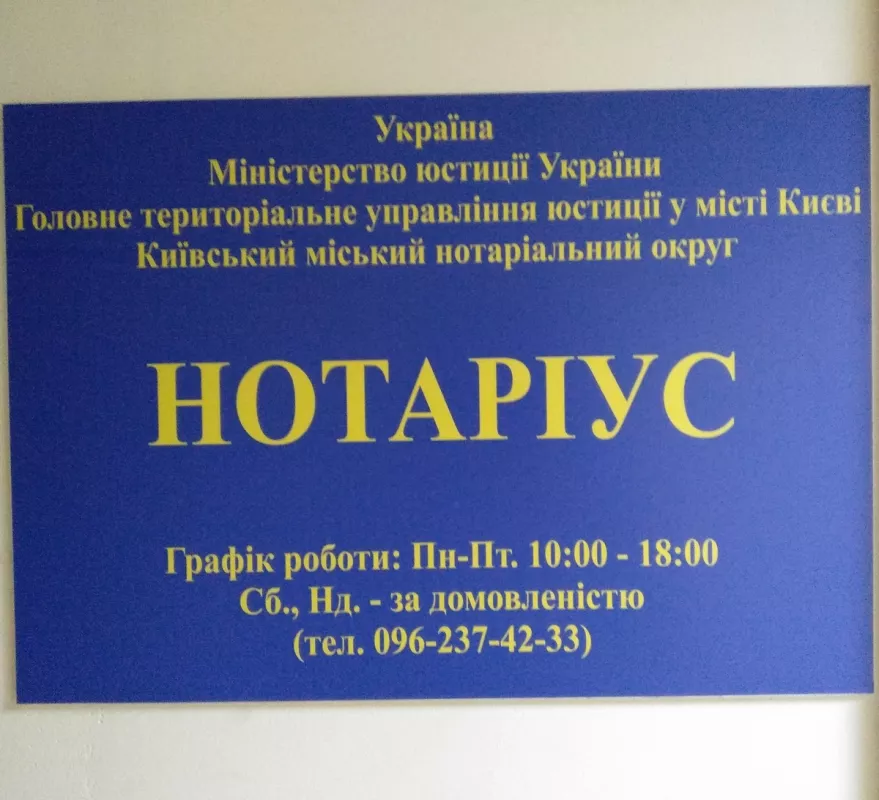 Україна
Міністерство юстиції України
Головне територіальне управління юстиції у місті Києві
Київський міський нотаріальний округ
НОТАРІУС
Графік роботи: Пн-Пт. 10:00 - 18:00
Сб., Нд. - за домовленістю
(тел. 096-237-42-33)